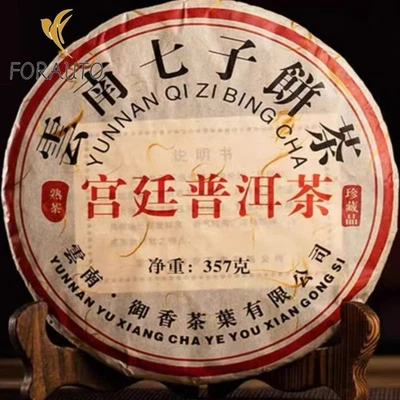 FORAUTO
雲南七子餅茶
YUNNAN QI ZI BING CHA
说明书
熟茶
宫廷普洱茶
珍藏品
净重：357克
雲南·御香茶葉有限公司
YUNNAN YU XIANG CHA YE YOU XIAN GONG SI